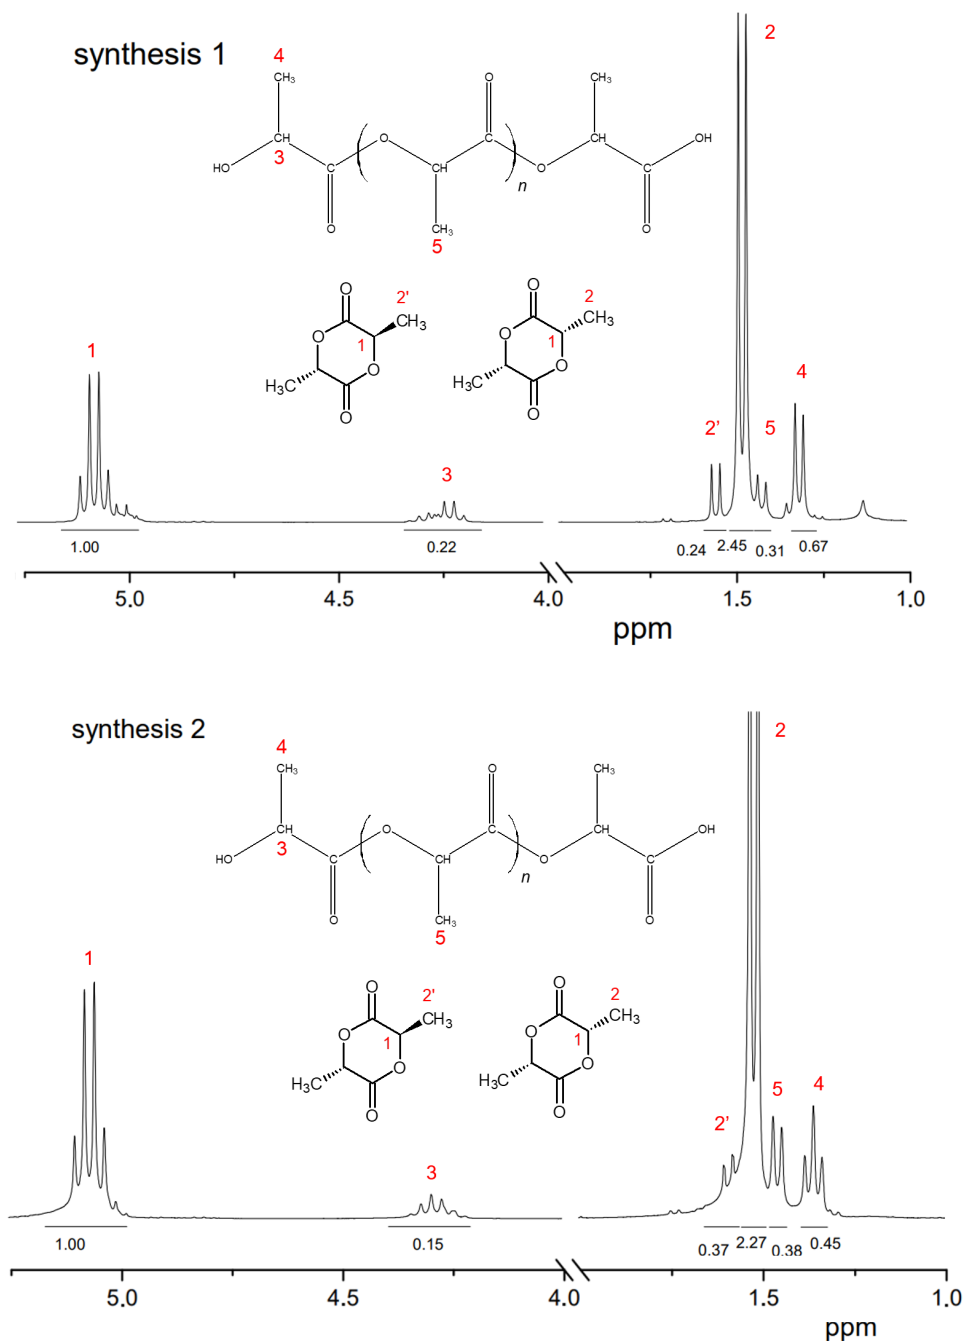 synthesis 1
4
CH₃
O
CH₃
CH
3
HO
C
O
O
CH
CH₃
5
C
n
O
CH
C
OH
O
O
2'
CH₃
O
1
O
H₃C
O
O
2
CH₃
O
1
O
H₃C
O
1
3
2
2'
5
4
1.00
0.22
0.24
2.45
0.31
0.67
5.0
4.5
4.0
1.5
1.0
ppm
synthesis 2
4
CH₃
O
CH₃
CH
3
HO
C
O
O
CH
CH₃
5
C
n
O
CH
C
OH
O
O
2'
CH₃
O
1
O
H₃C
O
O
2
CH₃
O
1
O
H₃C
O
1
3
2
2'
5
4
1.00
0.15
0.37
2.27
0.38
0.45
5.0
4.5
4.0
1.5
1.0
ppm